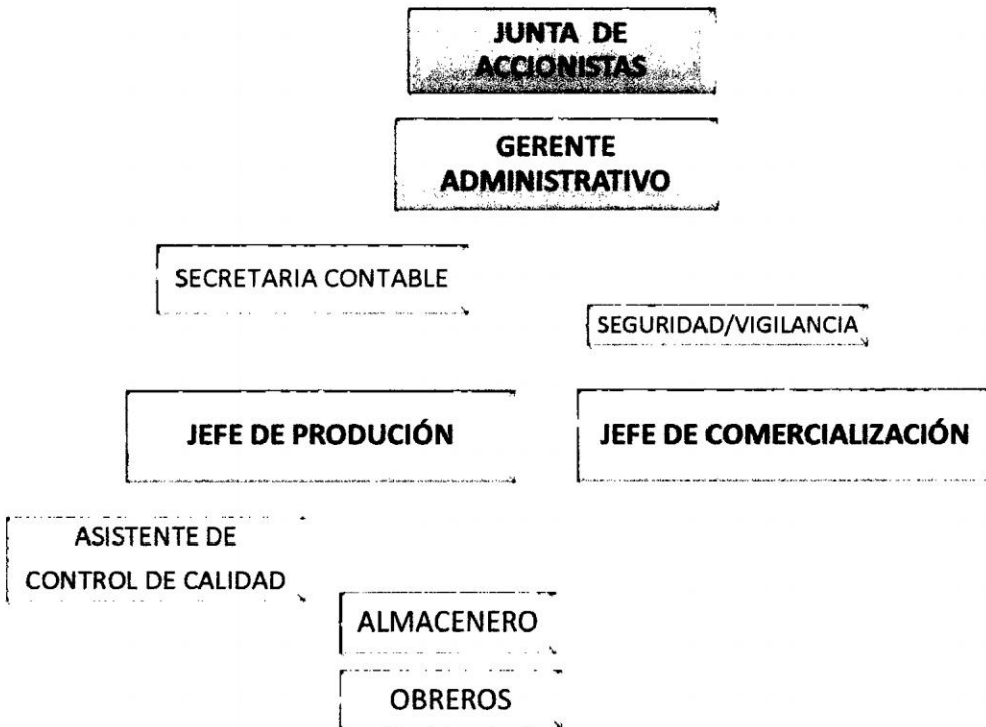 JUNTA DE
ACCIONISTAS
GERENTE
ADMINISTRATIVO
SECRETARIA CONTABLE
SEGURIDAD/VIGILANCIA
JEFE DE PRODUCIÓN
JEFE DE COMERCIALIZACIÓN
ASISTENTE DE
CONTROL DE CALIDAD
ALMACENERO
OBREROS